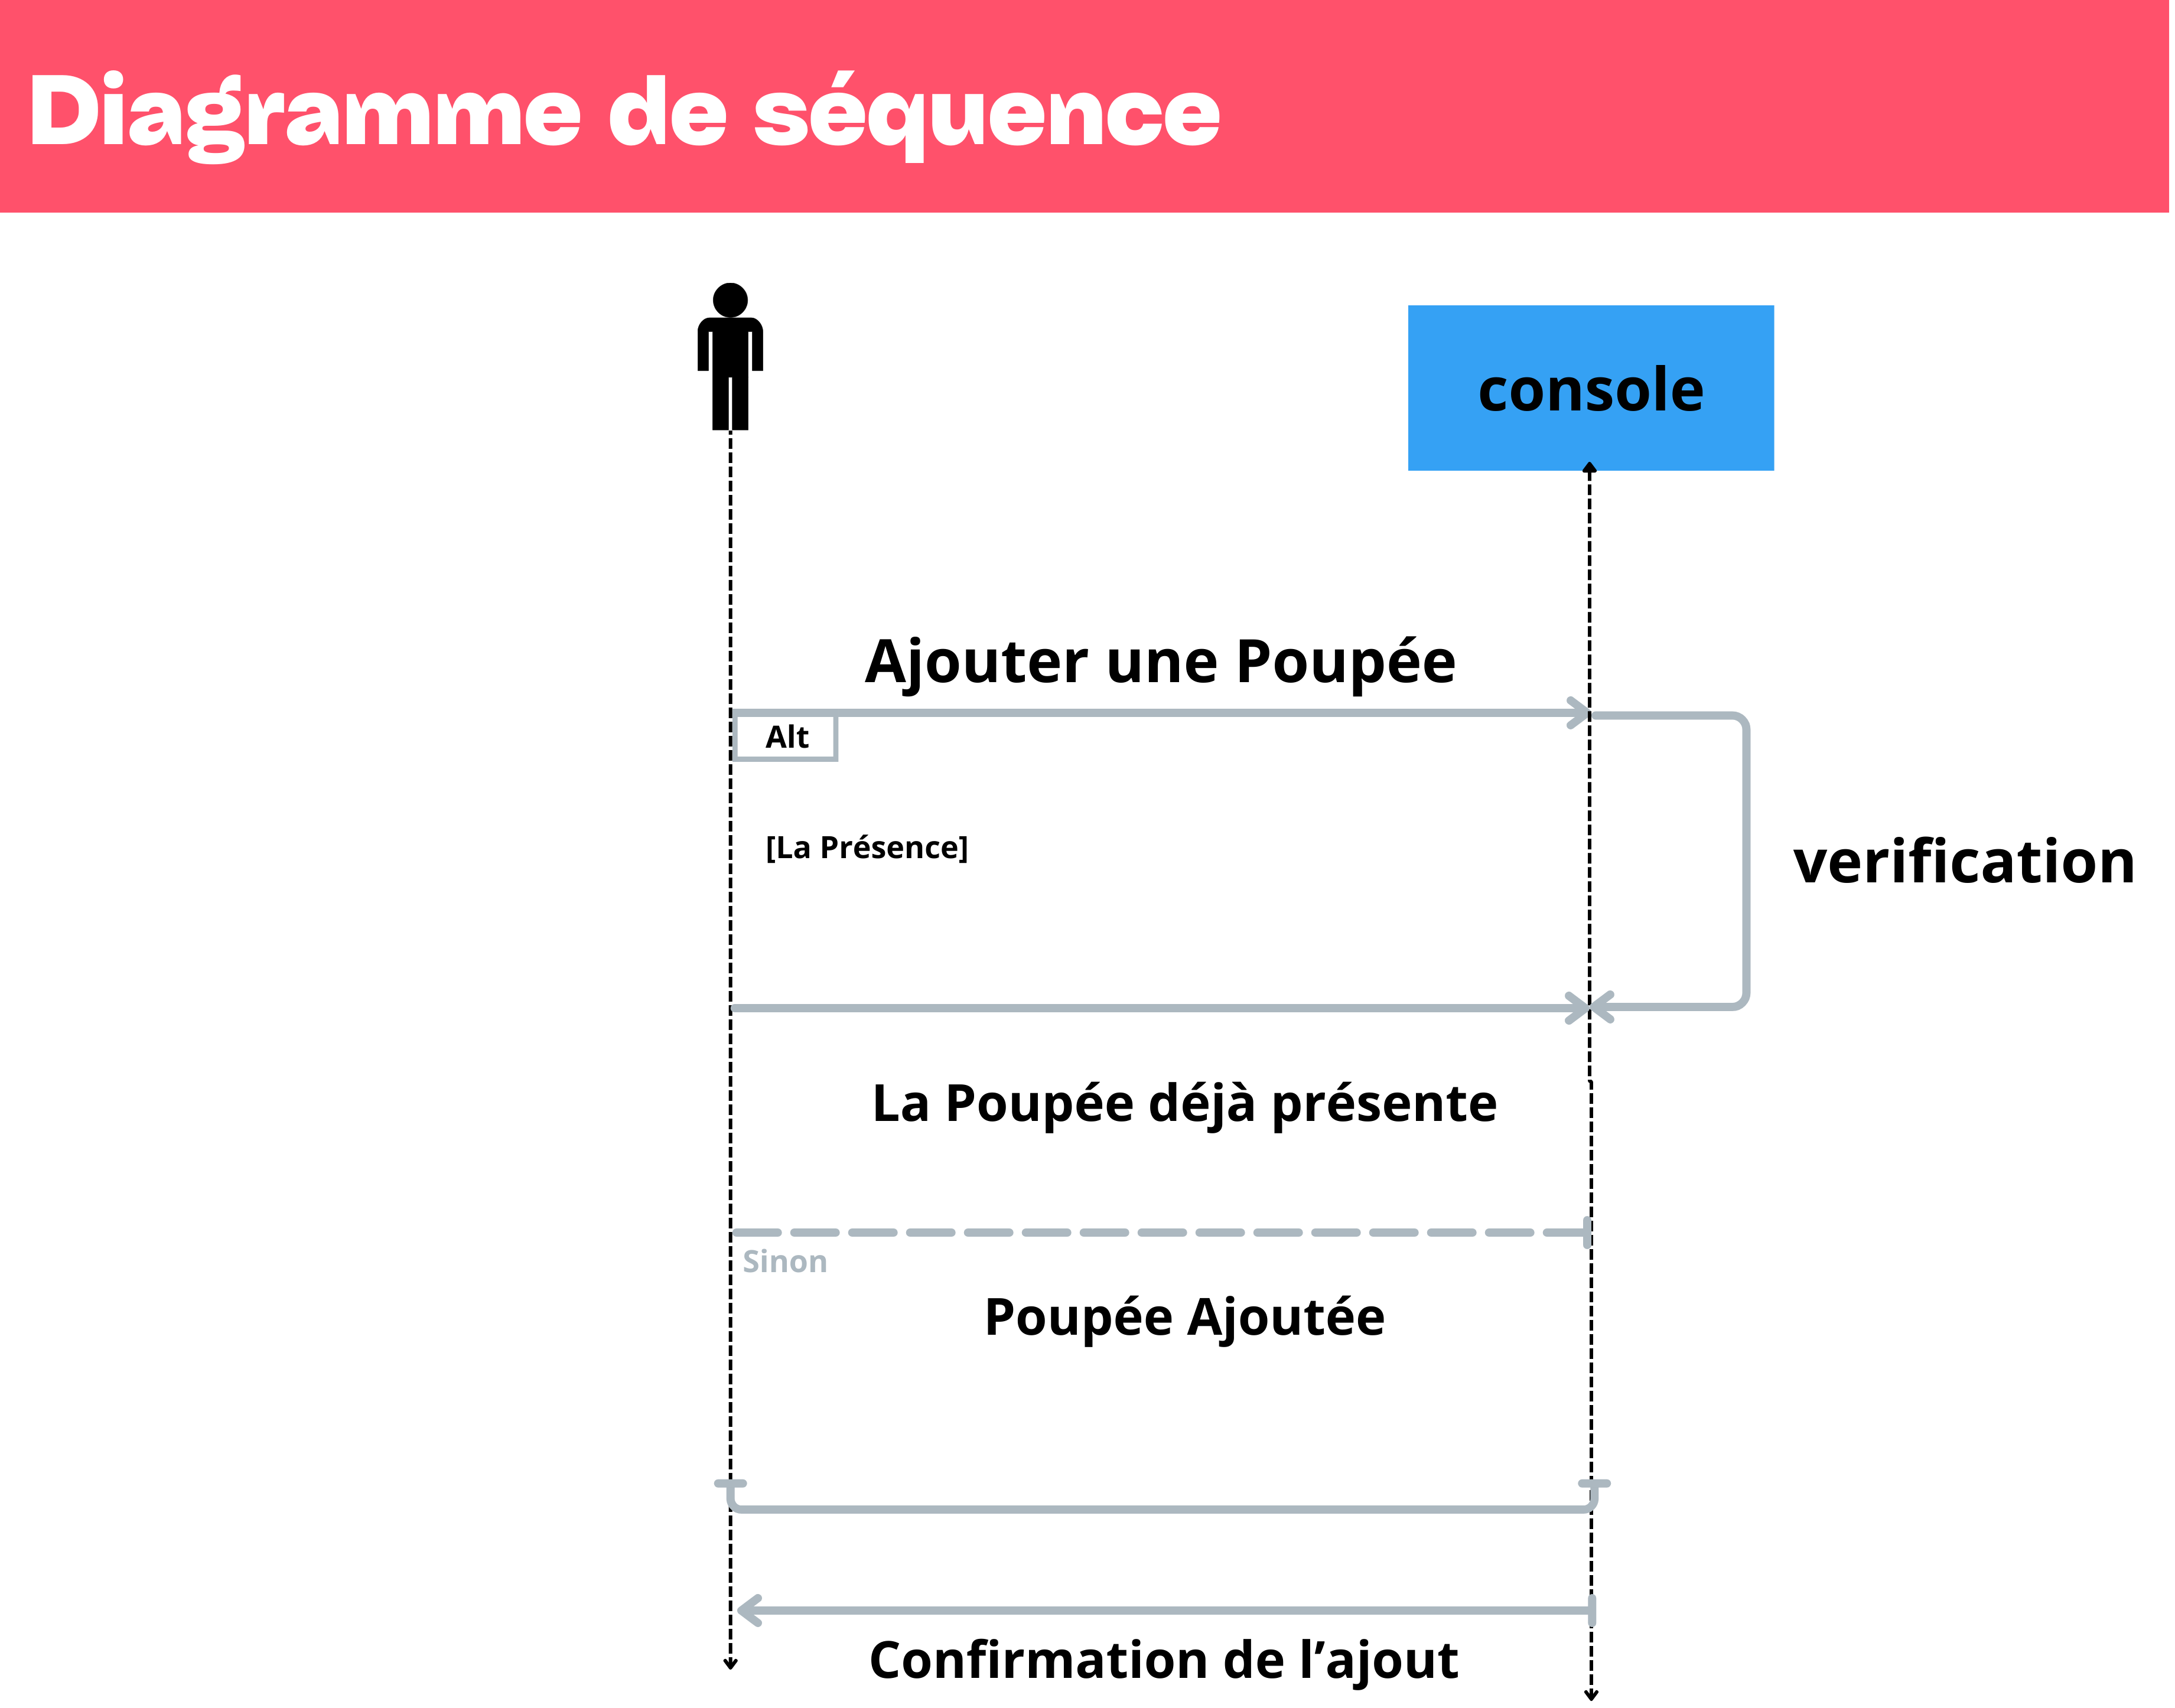 Diagramme de séquence
console
Ajouter une Poupée
Alt
[La Présence]
verification
La Poupée déjà présente
Sinon
Poupée Ajoutée
Confirmation de l’ajout